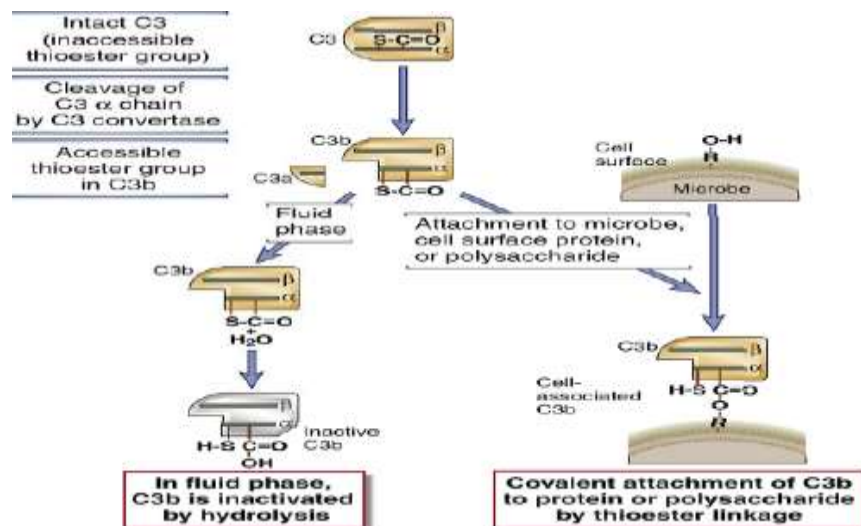 Intact C3
(inaccessible
thioester group)
C3
β
S-C=O
α
Cleavage of
C3 α chain
by C3 convertase
Accessible
thioester group
in C3b
C3b
β
α
C3a
S-C=O
O-H
R
Cell
surface
Microbe
Fluid
phase
Attachment to microbe,
cell surface protein,
or polysaccharide
C3b
β
α
S-C=O
+
H2O
C3b
β
α
H-S C=O
O
R
Cell-
associated
C3b
β
α
H-S C=O
OH
Inactive
C3b
In fluid phase,
C3b is inactivated
by hydrolysis
Covalent attachment of C3b
to protein or polysaccharide
by thioester linkage